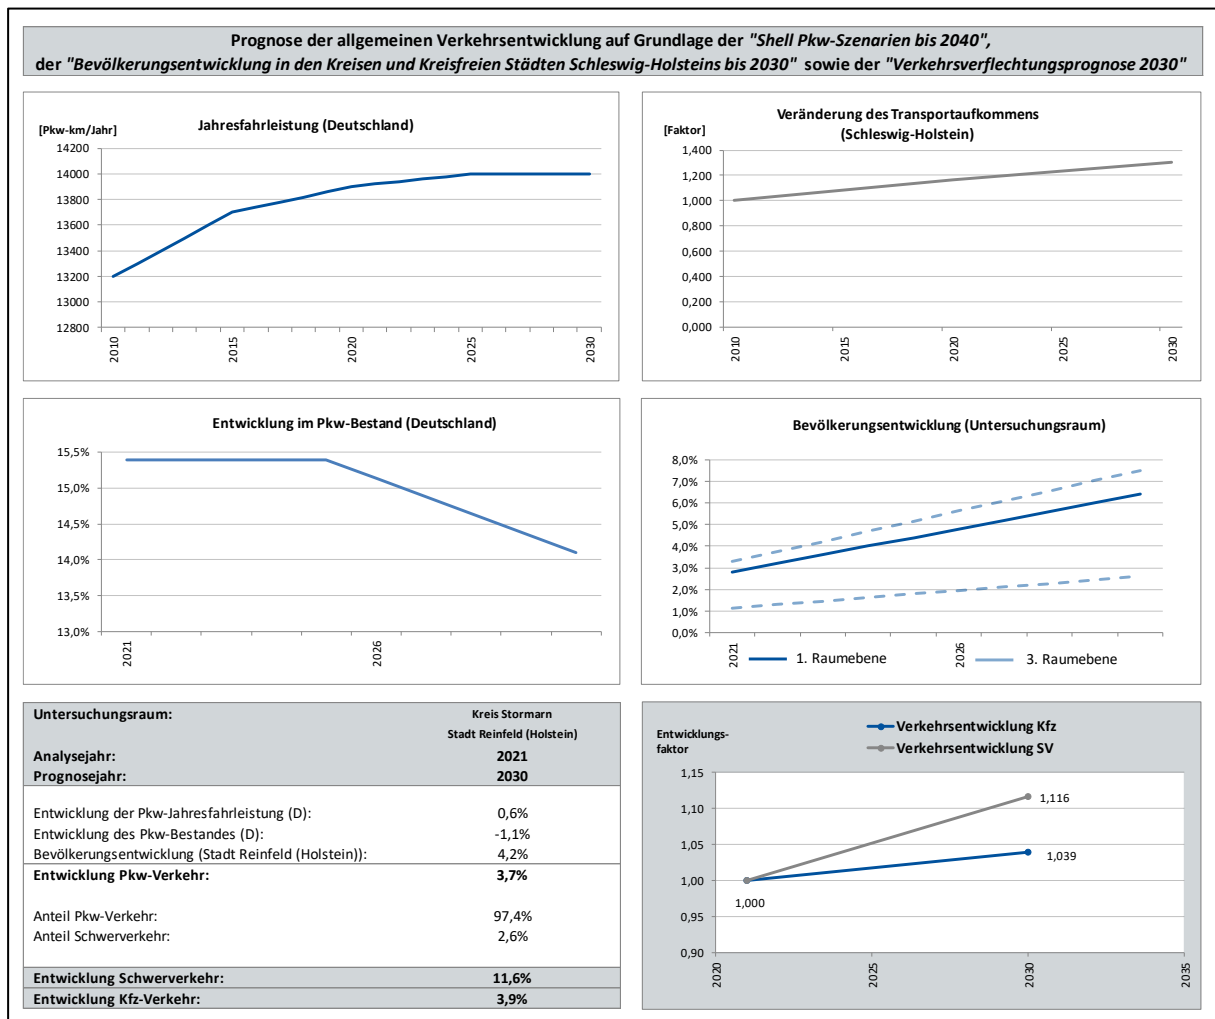 Prognose der allgemeinen Verkehrsentwicklung auf Grundlage der "Shell Pkw-Szenarien bis 2040",
der "Bevölkerungsentwicklung in den Kreisen und Kreisfreien Städten Schleswig-Holsteins bis 2030" sowie der "Verkehrsverflechtungsprognose 2030"
Jahresfahrleistung (Deutschland)
[Pkw-km/Jahr]
14200
14000
13800
13600
13400
13200
13000
12800
2010
2015
2020
2025
2030
Veränderung des Transportaufkommens
(Schleswig-Holstein)
[Faktor]
1,400
1,200
1,000
0,800
0,600
0,400
0,200
0,000
2010
2015
2020
2025
2030
Entwicklung im Pkw-Bestand (Deutschland)
15,5%
15,0%
14,5%
14,0%
13,5%
13,0%
2021
2026
Bevölkerungsentwicklung (Untersuchungsraum)
8,0%
7,0%
6,0%
5,0%
4,0%
3,0%
2,0%
1,0%
0,0%
2021
2026
1. Raumebene
3. Raumebene
Untersuchungsraum: Kreis Stormarn
Stadt Reinfeld (Holstein)
Analysejahr: 2021
Prognosejahr: 2030
Entwicklung der Pkw-Jahresfahrleistung (D): 0,6%
Entwicklung des Pkw-Bestandes (D): -1,1%
Bevölkerungsentwicklung (Stadt Reinfeld (Holstein)): 4,2%
Entwicklung Pkw-Verkehr: 3,7%
Anteil Pkw-Verkehr: 97,4%
Anteil Schwerverkehr: 2,6%
Entwicklung Schwerverkehr: 11,6%
Entwicklung Kfz-Verkehr: 3,9%
Entwicklungs-
faktor
Verkehrsentwicklung Kfz
Verkehrsentwicklung SV
1,15
1,10
1,05
1,00
0,95
0,90
1,116
1,039
1,000
2020
2025
2030
2035